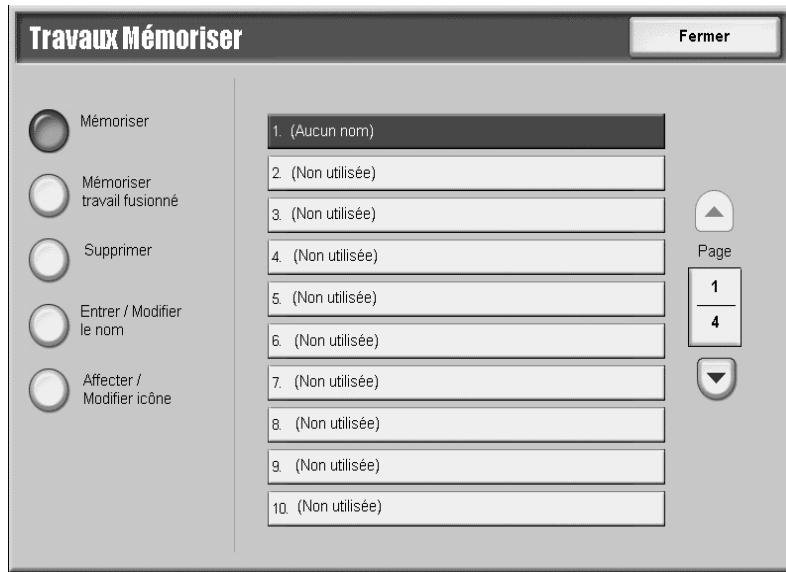 Travaux Mémoriser
Fermer
Mémoriser
Mémoriser
travail fusionné
Supprimer
Entrer / Modifier
le nom
Affecter /
Modifier icône
1. (Aucun nom)
2. (Non utilisée)
3. (Non utilisée)
4. (Non utilisée)
5. (Non utilisée)
6. (Non utilisée)
7. (Non utilisée)
8. (Non utilisée)
9. (Non utilisée)
10. (Non utilisée)
Page
1
4